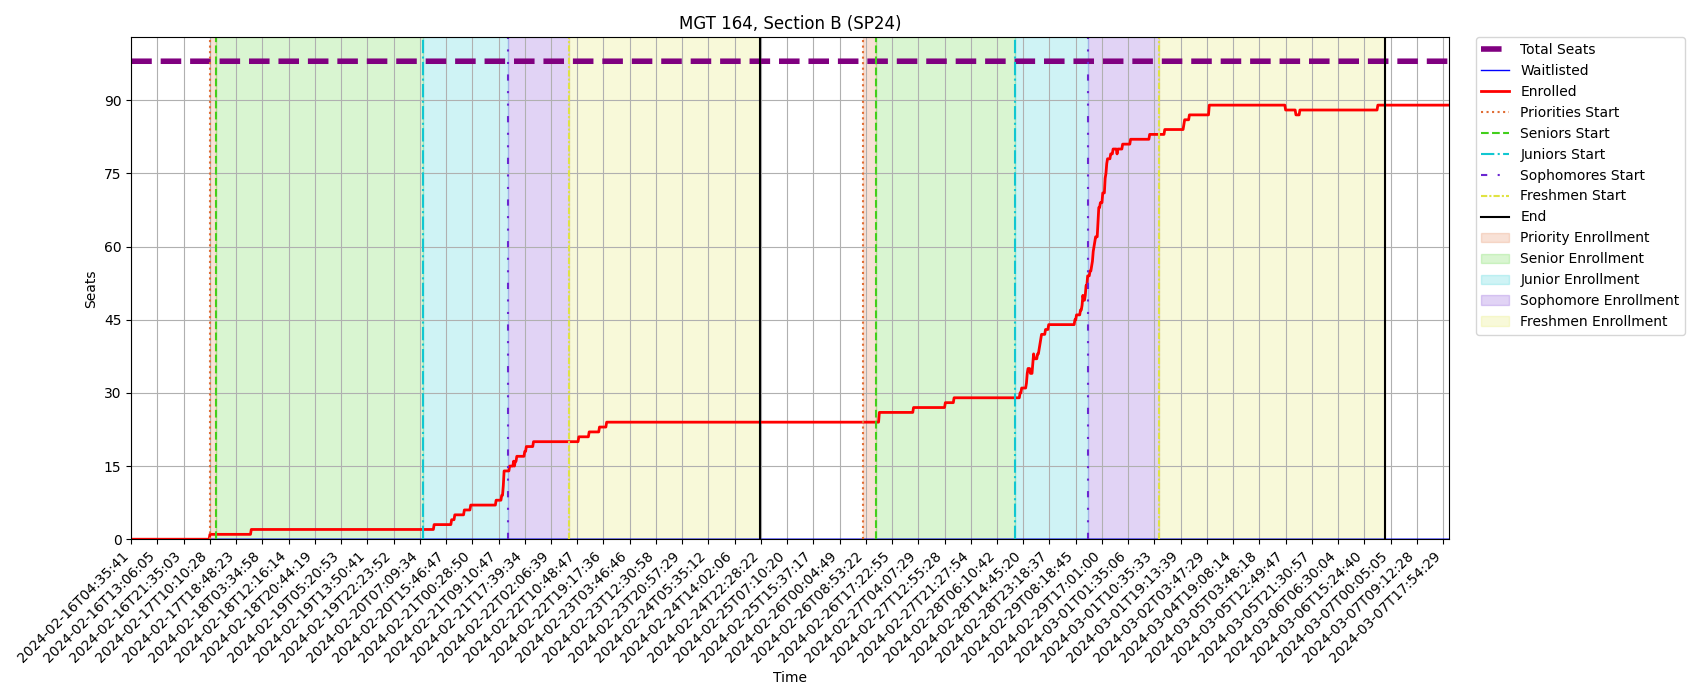 MGT 164, Section B (SP24)
Seats
90
75
60
45
30
15
0
2024-02-16T04:35:41
2024-02-16T13:06:05
2024-02-16T21:35:03
2024-02-17T10:10:28
2024-02-17T18:48:23
2024-02-18T03:34:58
2024-02-18T12:16:14
2024-02-18T20:44:19
2024-02-19T05:20:53
2024-02-19T13:50:41
2024-02-19T22:23:52
2024-02-20T07:09:34
2024-02-20T15:46:47
2024-02-21T00:28:50
2024-02-21T09:10:47
2024-02-21T17:39:34
2024-02-22T02:06:39
2024-02-22T10:48:47
2024-02-22T19:17:36
2024-02-23T03:46:46
2024-02-23T12:30:58
2024-02-23T20:57:29
2024-02-24T05:35:12
2024-02-24T14:02:06
2024-02-24T22:28:22
2024-02-25T07:10:20
2024-02-25T15:37:17
2024-02-26T00:04:49
2024-02-26T08:53:22
2024-02-26T17:22:55
2024-02-27T04:07:29
2024-02-27T12:55:28
2024-02-27T21:27:54
2024-02-28T06:10:42
2024-02-28T14:45:20
2024-02-28T23:18:37
2024-02-29T08:18:45
2024-02-29T17:01:00
2024-03-01T01:35:06
2024-03-01T10:35:33
2024-03-01T19:13:39
2024-03-02T03:47:29
2024-03-04T19:08:14
2024-03-05T03:48:18
2024-03-05T12:49:47
2024-03-05T21:30:57
2024-03-06T06:30:04
2024-03-06T15:24:40
2024-03-07T00:05:05
2024-03-07T09:12:28
2024-03-07T17:54:29
Time
Total Seats
Waitlisted
Enrolled
Priorities Start
Seniors Start
Juniors Start
Sophomores Start
Freshmen Start
End
Priority Enrollment
Senior Enrollment
Junior Enrollment
Sophomore Enrollment
Freshmen Enrollment